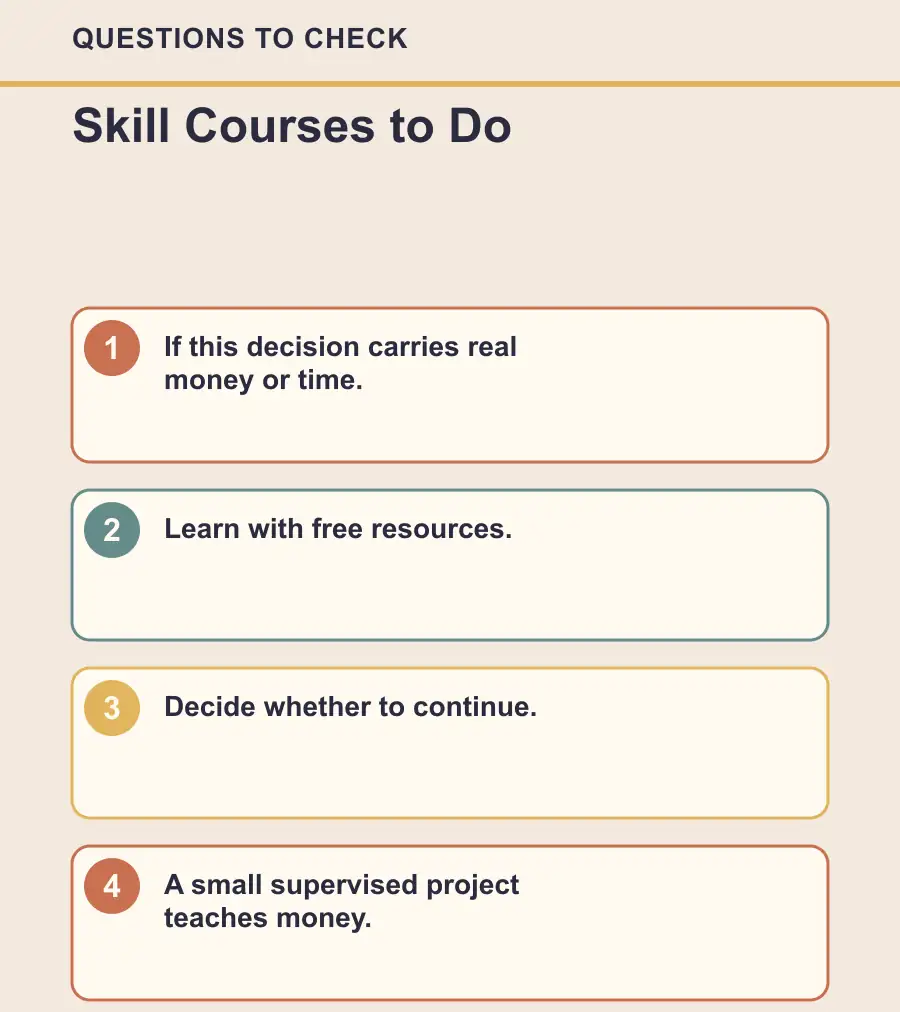 QUESTIONS TO CHECK
Skill Courses to Do
1
If this decision carries real
money or time.
2
Learn with free resources.
3
Decide whether to continue.
4
A small supervised project
teaches money.